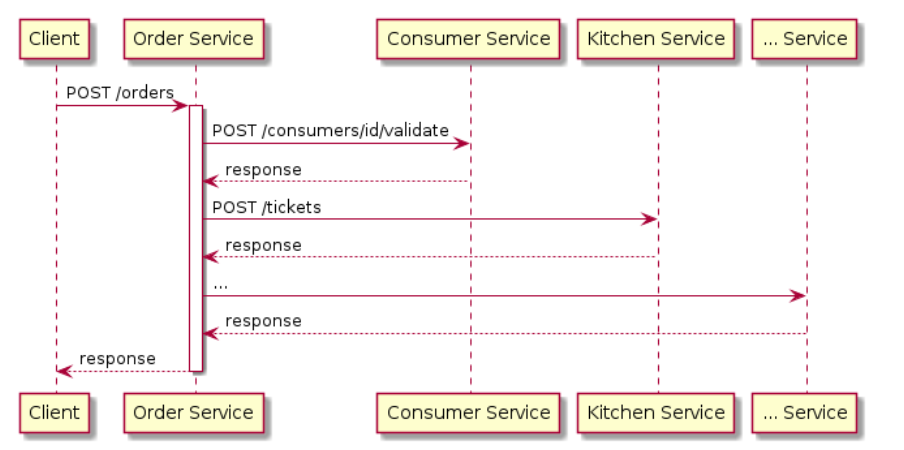 Client Order Service Consumer Service Kitchen Service ... Service
POST /orders
POST /consumers/id/validate
response
POST /tickets
response
...
response
response
Client Order Service Consumer Service Kitchen Service ... Service